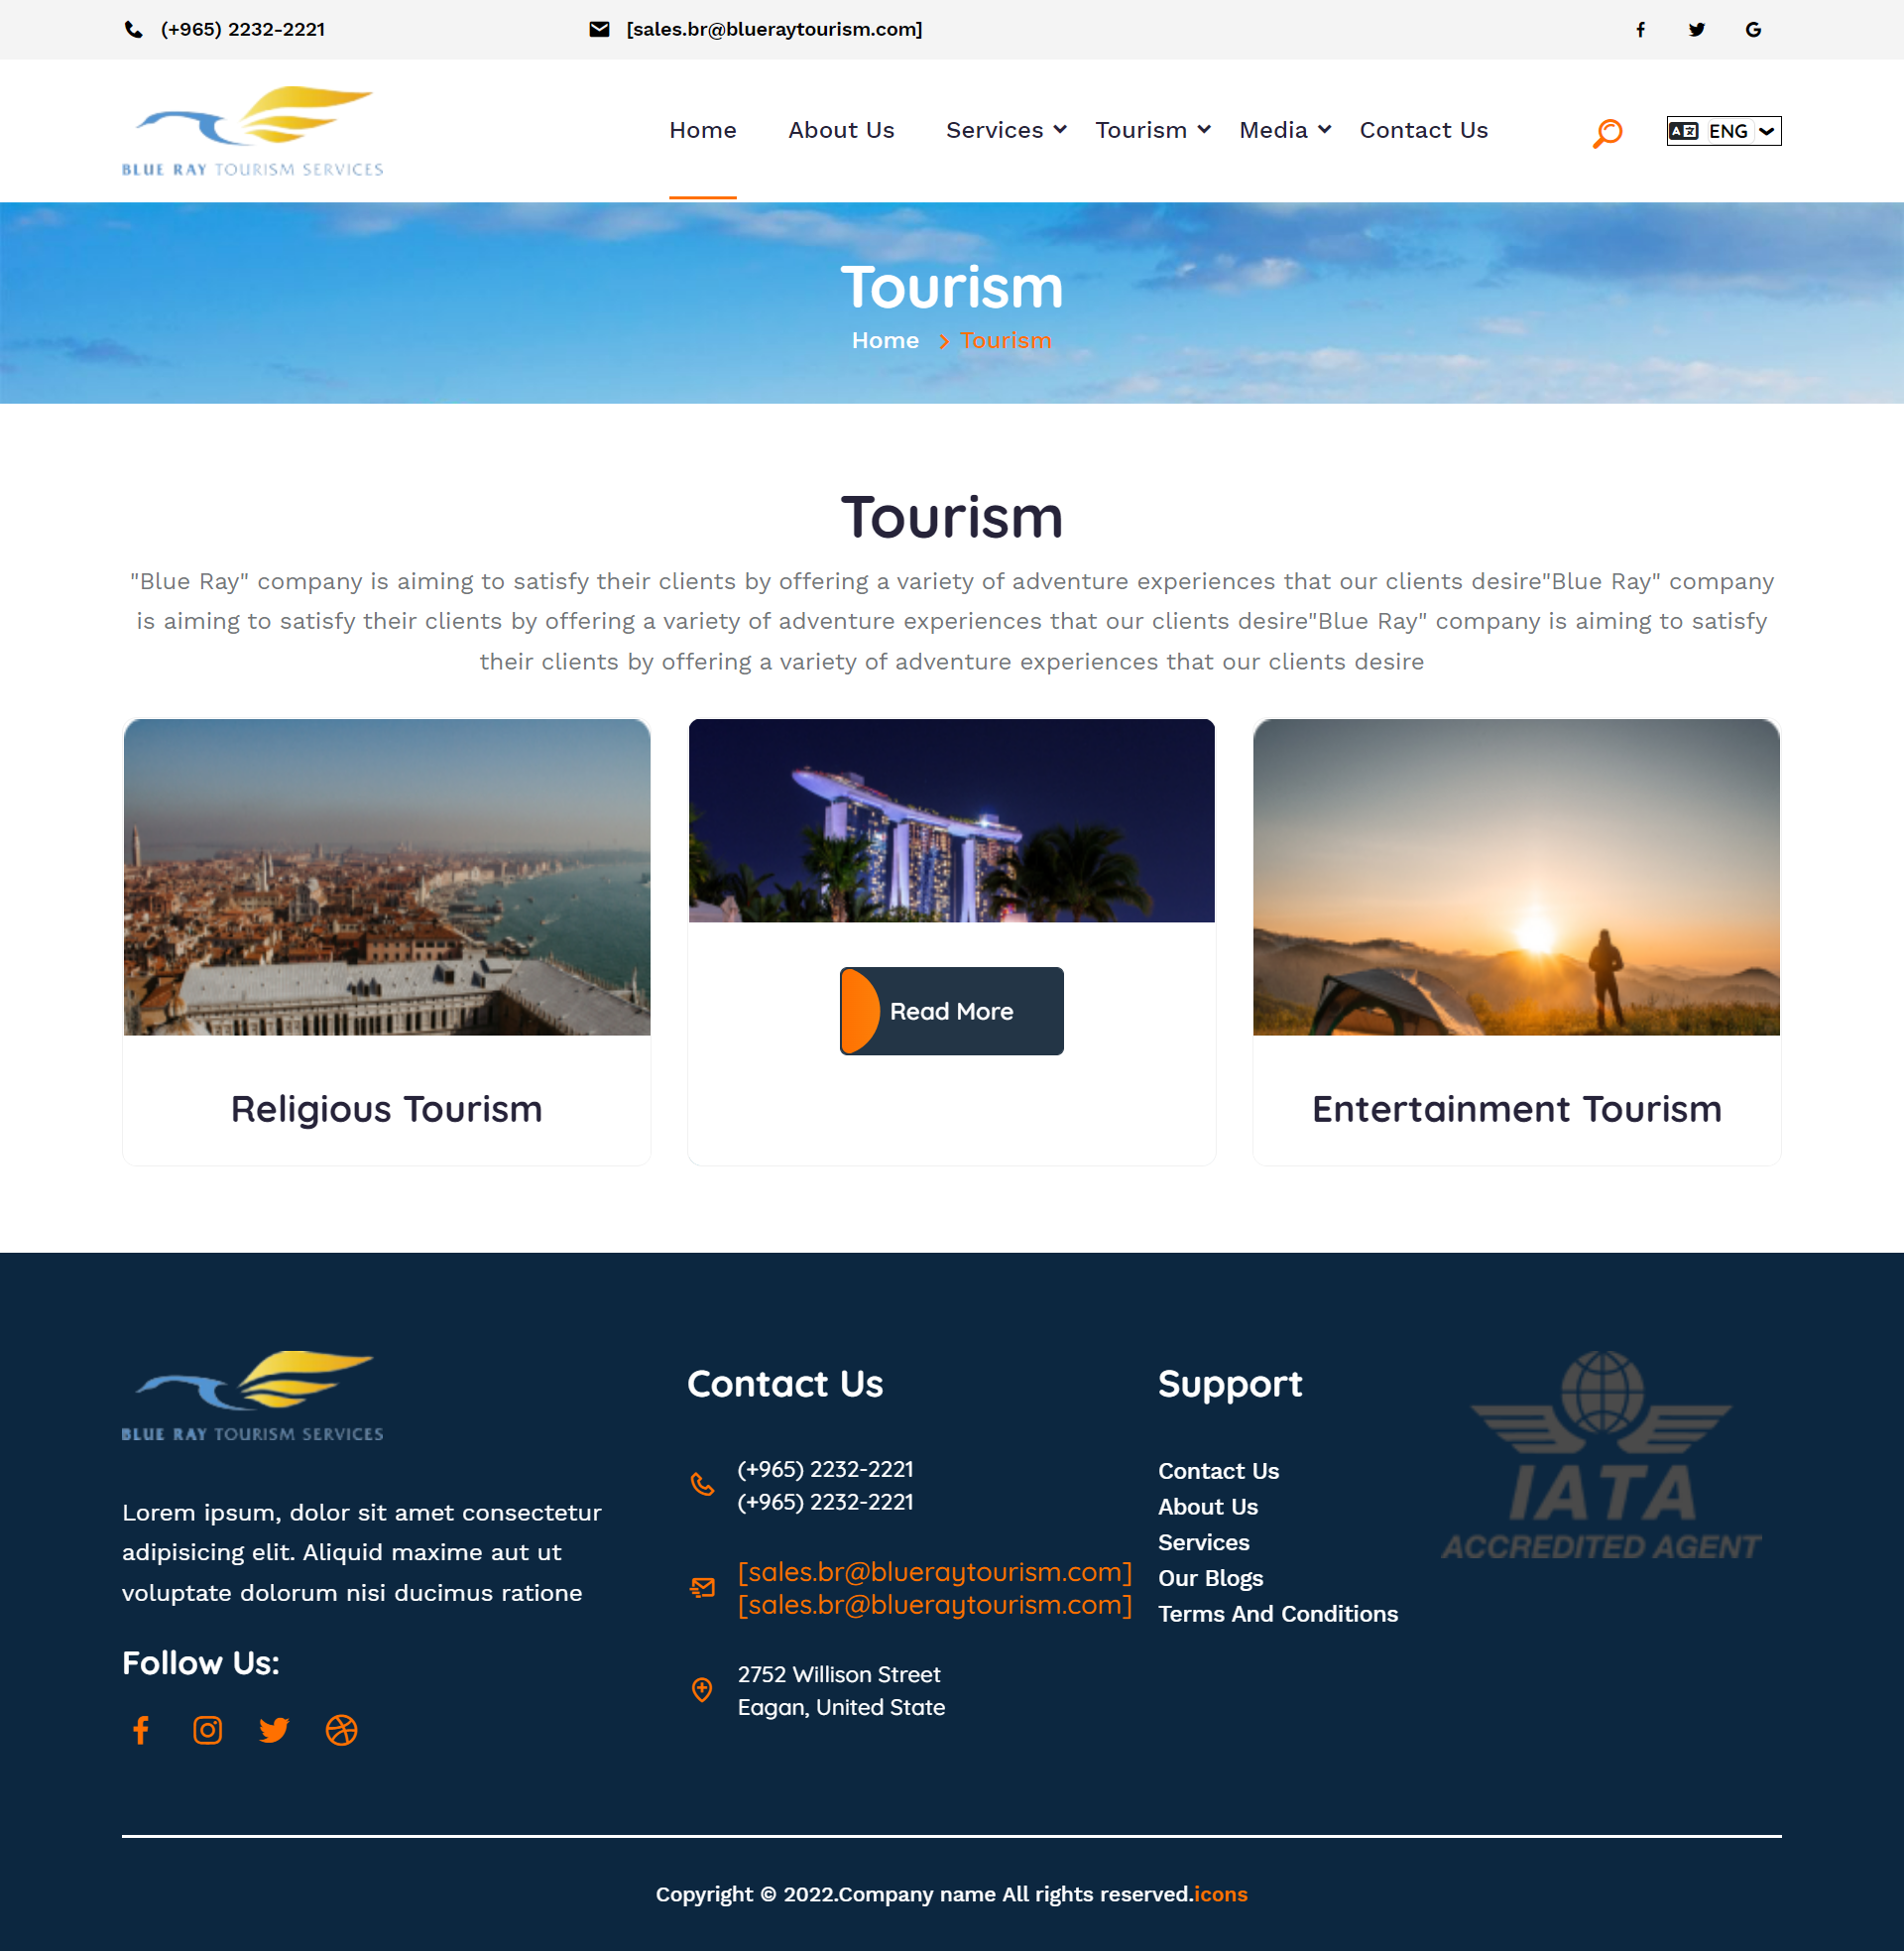 (+965) 2232-2221
[sales.br@blueraytourism.com]
BLUE RAY TOURISM SERVICES
Home
About Us
Services
Tourism
Media
Contact Us
ENG
Tourism
Home
Tourism
Tourism
"Blue Ray" company is aiming to satisfy their clients by offering a variety of adventure experiences that our clients desire"Blue Ray" company
is aiming to satisfy their clients by offering a variety of adventure experiences that our clients desire"Blue Ray" company is aiming to satisfy
their clients by offering a variety of adventure experiences that our clients desire
Religious Tourism
Read More
Entertainment Tourism
BLUE RAY TOURISM SERVICES
Lorem ipsum, dolor sit amet consectetur
adipisicing elit. Aliquid maxime aut ut
voluptate dolorum nisi ducimus ratione
Follow Us:
Contact Us
(+965) 2232-2221
(+965) 2232-2221
[sales.br@blueraytourism.com]
[sales.br@blueraytourism.com]
2752 Willison Street
Eagan, United State
Support
Contact Us
About Us
Services
Our Blogs
Terms And Conditions
IATA
ACCREDITED AGENT
Copyright © 2022.Company name All rights reserved.icons